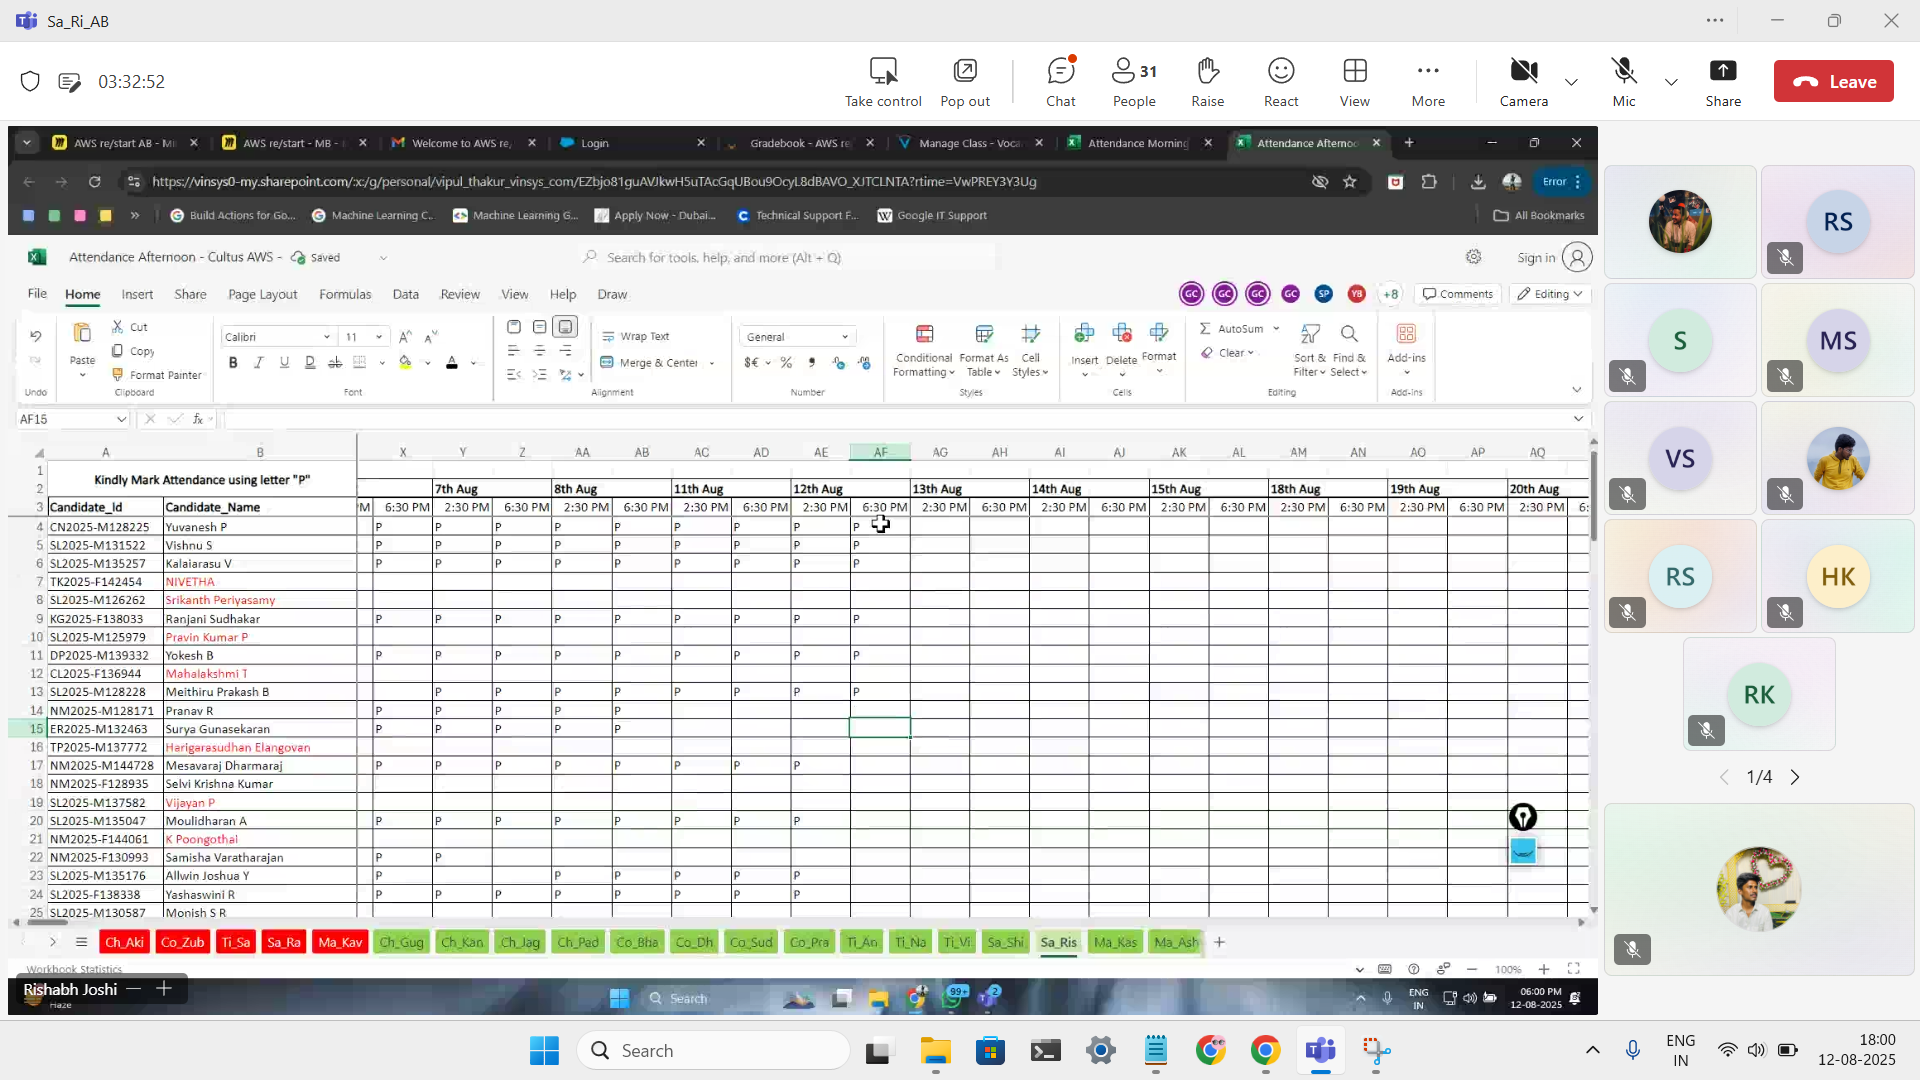 Sa_Ri_AB
03:32:52
Take control
Pop out
Chat
31
People
Raise
React
View
More
Camera
Mic
Share
Leave
AWS re/start AB - M
AWS re/start - MB -
Welcome to AWS re/
Login
Gradebook - AWS re
Manage Class - Voca
Attendance Morning
Attendance Afternoo
https://vinsys0-my.sharepoint.com/:x:/g/personal/vipul_thakur_vinsys_com/EZbjo81guAVJkwH5uTAcGqUBou9OcyL8dBAVO_XJTCLNTA?rtime=VwPREY3Y3Ug
Error
Build Actions for Go...
Machine Learning C...
Machine Learning G...
Apply Now - Dubai...
Technical Support F...
Google IT Support
All Bookmarks
Attendance Afternoon - Cultus AWS - Saved
Search for tools, help, and more (Alt + Q)
Sign in
File Home Insert Share Page Layout Formulas Data Review View Help Draw
GC GC GC GC SP YB +8
Comments
Editing
Paste
Cut
Copy
Format Painter
Calibri
11
Wrap Text
Merge & Center
General
Conditional Formatting
Format As Table
Cell Styles
Insert
Delete
Format
AutoSum
Clear
Sort & Filter
Find & Select
Add-ins
Undo
Clipboard
Font
Alignment
Number
Styles
Cells
Editing
Add-ins
AF15
fx
A B X Y Z AA AB AC AD AE AF AG AH AI AJ AK AL AM AN AO AP AQ
1
Kindly Mark Attendance using letter "P"
2 7th Aug 8th Aug 11th Aug 12th Aug 13th Aug 14th Aug 15th Aug 18th Aug 19th Aug 20th Aug
3 Candidate_Id Candidate_Name M 6:30 PM 2:30 PM 6:30 PM 2:30 PM 6:30 PM 2:30 PM 6:30 PM 2:30 PM 6:30 PM 2:30 PM 6:30 PM 2:30 PM 6:30 PM 2:30 PM 6:30 PM 2:30 PM 6:30 PM 2:30 PM 6:30 PM 2:30 PM 6:
4 CN2025-M128225 Yuvanesh P P P P P P P P P P
5 SL2025-M131522 Vishnu S P P P P P P P P P
6 SL2025-M135257 Kalaiarasu V P P P P P P P P P
7 TK2025-F142454 NIVETHA
8 SL2025-M126262 Srikanth Periyasamy
9 KG2025-F138033 Ranjani Sudhakar P P P P P P P P P
10 SL2025-M125979 Pravin Kumar P
11 DP2025-M139332 Yokesh B P P P P P P P P P
12 CL2025-F136944 Mahalakshmi T
13 SL2025-M128228 Meithiru Prakash B P P P P P P P P
14 NM2025-M128171 Pranav R P P P P P
15 ER2025-M132463 Surya Gunasekaran P P P P P
16 TP2025-M137772 Harigarasudhan Elangovan
17 NM2025-M144728 Mesavaraj Dharmaraj P P P P P P P P
18 NM2025-F128935 Selvi Krishna Kumar
19 SL2025-M137582 Vijayan P
20 SL2025-M135047 Moulidharan A P P P P P P P P
21 NM2025-F144061 K Poongothai
22 NM2025-F130993 Samisha Varatharajan P P
23 SL2025-M135176 Allwin Joshua Y P P P P P P
24 SL2025-F138338 Yashaswini R P P P P P P P P
25 SL2025-M130587 Monish S R
Ch_Aki Co_Zub Ti_Sa Sa_Ra Ma_Kav Ch_Gug Ch_Kan Ch_Jag Ch_Pad Co_Bha Co_Dh Co_Sud Co_Pra Ti_An Ti_Na Ti_Vi Sa_Shi Sa_Ris Ma_Kas Ma_Ash
Workbook Statistics
100%
Rishabh Joshi
Haze
Search
99+
2
ENG
IN
06:00 PM
12-08-2025
RS
S
MS
VS
RS
HK
RK
1/4
Search
ENG
IN
18:00
12-08-2025